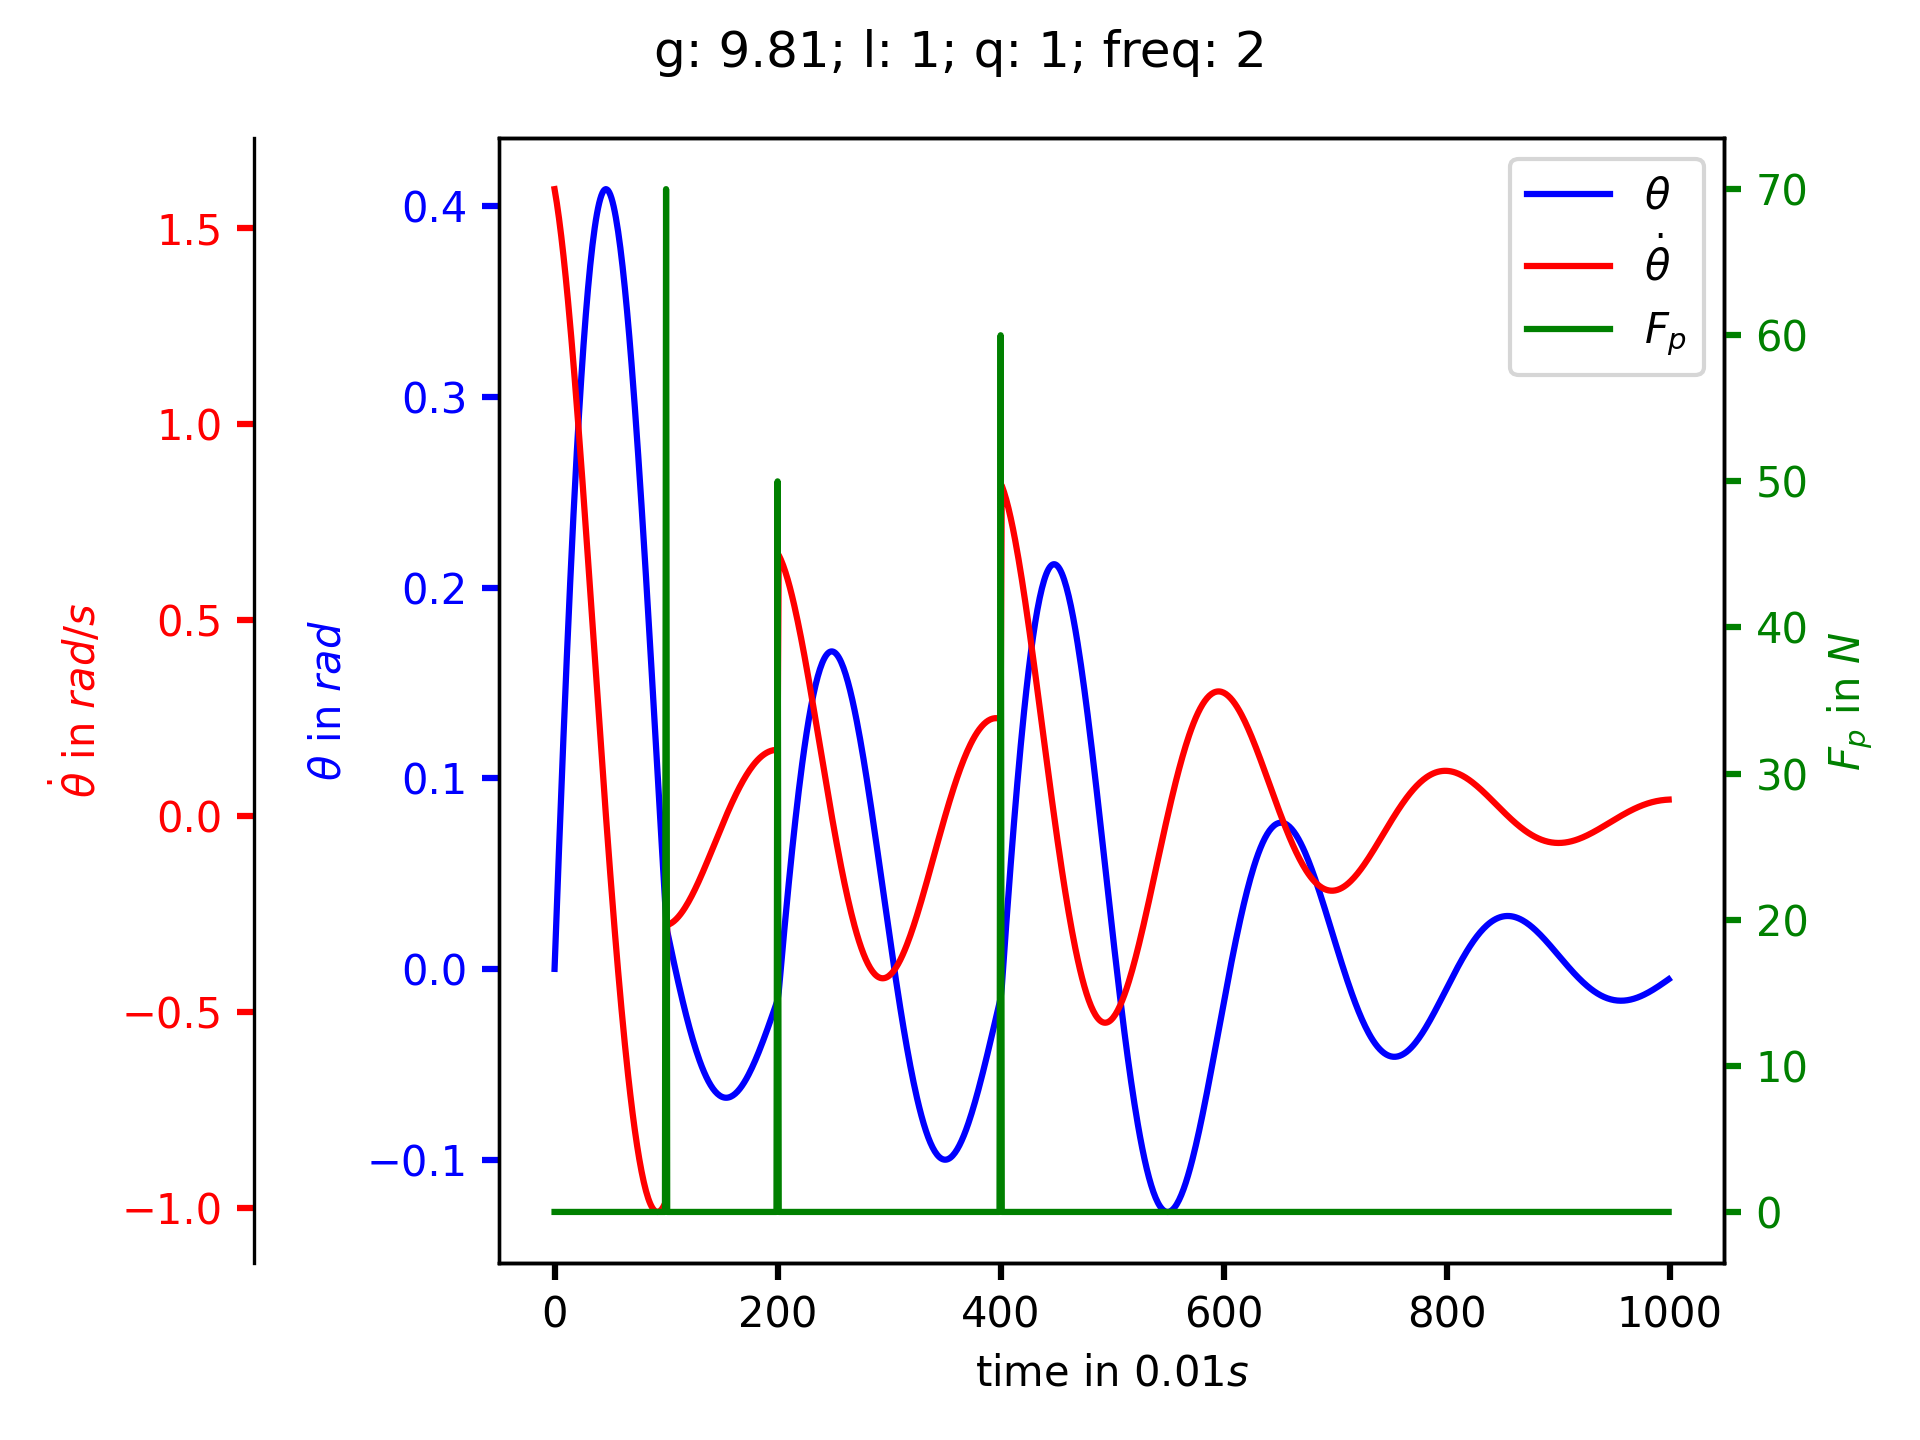 g: 9.81; l: 1; q: 1; freq: 2
θ̇ in rad/s
1.5
1.0
0.5
0.0
−0.5
−1.0
θ in rad
0.4
0.3
0.2
0.1
0.0
−0.1
θ
θ̇
F_p
70
60
50
40
30
20
10
0
F_p in N
0 200 400 600 800 1000
time in 0.01s